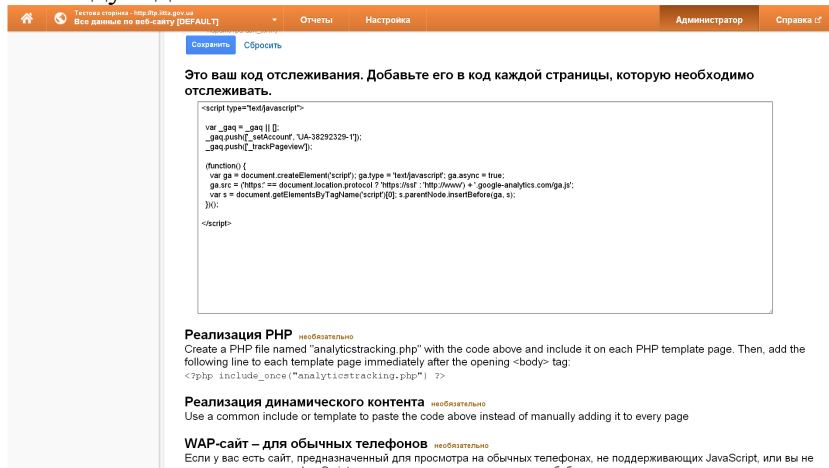 Тестова сторінка - http://tp.iitta.gov.ua
Все данные по веб-сайту [DEFAULT]
Отчеты
Настройка
Администратор
Справка
Сохранить
Сбросить
Это ваш код отслеживания. Добавьте его в код каждой страницы, которую необходимо
отслеживать.
<script type="text/javascript">
var _gaq = _gaq || [];
_gaq.push(['_setAccount', 'UA-38292329-1']);
_gaq.push(['_trackPageview']);
(function() {
var ga = document.createElement('script'); ga.type = 'text/javascript'; ga.async = true;
ga.src = ('https:' == document.location.protocol ? 'https://ssl' : 'http://www') + '.google-analytics.com/ga.js';
var s = document.getElementsByTagName('script')[0]; s.parentNode.insertBefore(ga, s);
})();
</script>
Реализация PHP необязательно
Create a PHP file named "analyticstracking.php" with the code above and include it on each PHP template page. Then, add the
following line to each template page immediately after the opening <body> tag:
<?php include_once("analyticstracking.php") ?>
Реализация динамического контента необязательно
Use a common include or template to paste the code above instead of manually adding it to every page
WAP-сайт – для обычных телефонов необязательно
Если у вас есть сайт, предназначенный для просмотра на обычных телефонах, не поддерживающих JavaScript, или вы не